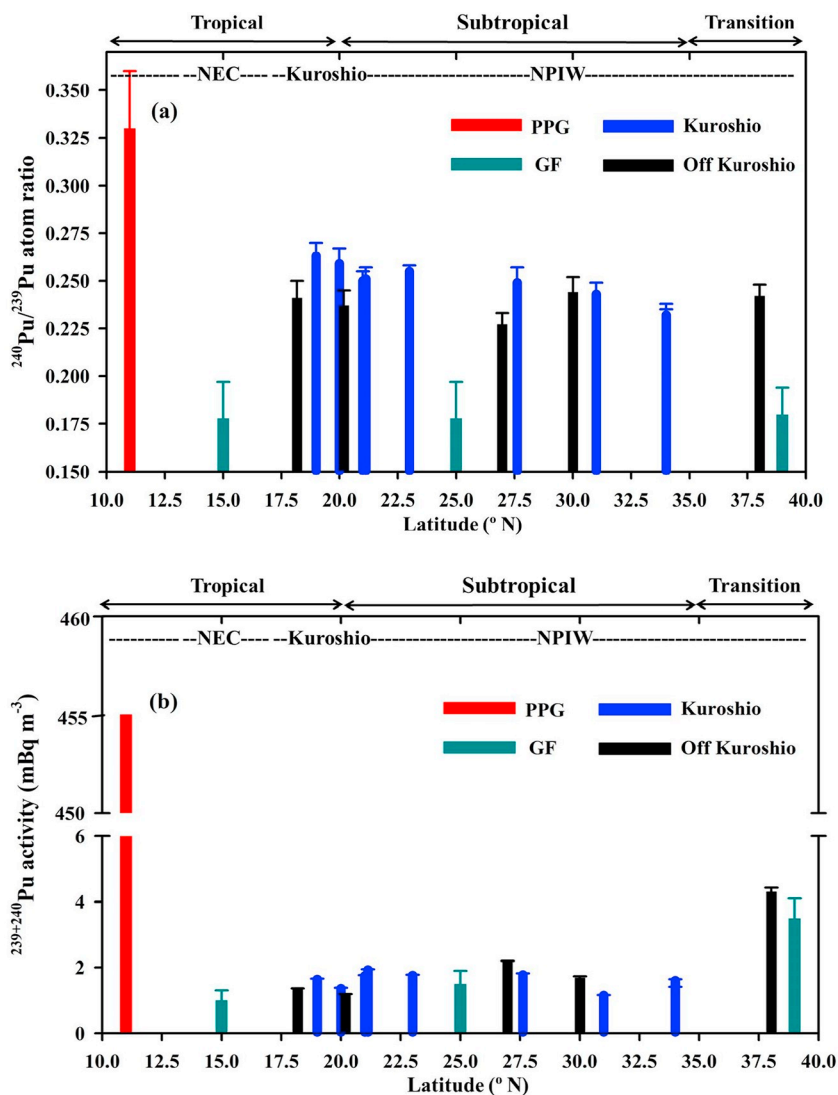 Tropical Subtropical Transition
NEC Kuroshio NPIW
(a)
PPG Kuroshio
GF Off Kuroshio
²⁴⁰Pu/²³⁹Pu atom ratio
0.350
0.325
0.300
0.275
0.250
0.225
0.200
0.175
0.150
10.0 12.5 15.0 17.5 20.0 22.5 25.0 27.5 30.0 32.5 35.0 37.5 40.0
Latitude (º N)
Tropical Subtropical Transition
460
NEC Kuroshio NPIW
(b)
PPG Kuroshio
GF Off Kuroshio
²³⁹⁺²⁴⁰Pu activity (mBq m⁻³)
455
450
6
4
2
0
10.0 12.5 15.0 17.5 20.0 22.5 25.0 27.5 30.0 32.5 35.0 37.5 40.0
Latitude (º N)